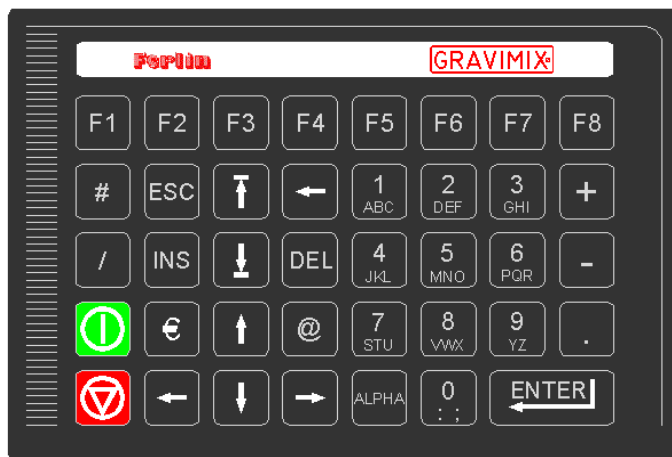 Ferlin GRAVIMIX
F1 F2 F3 F4 F5 F6 F7 F8
# ESC 1 2 3 +
ABC DEF GHI
/ INS DEL 4 5 6 -
JKL MNO PQR
€ @ 7 8 9 .
STU VWX YZ
ALPHA 0 ENTER
: ;